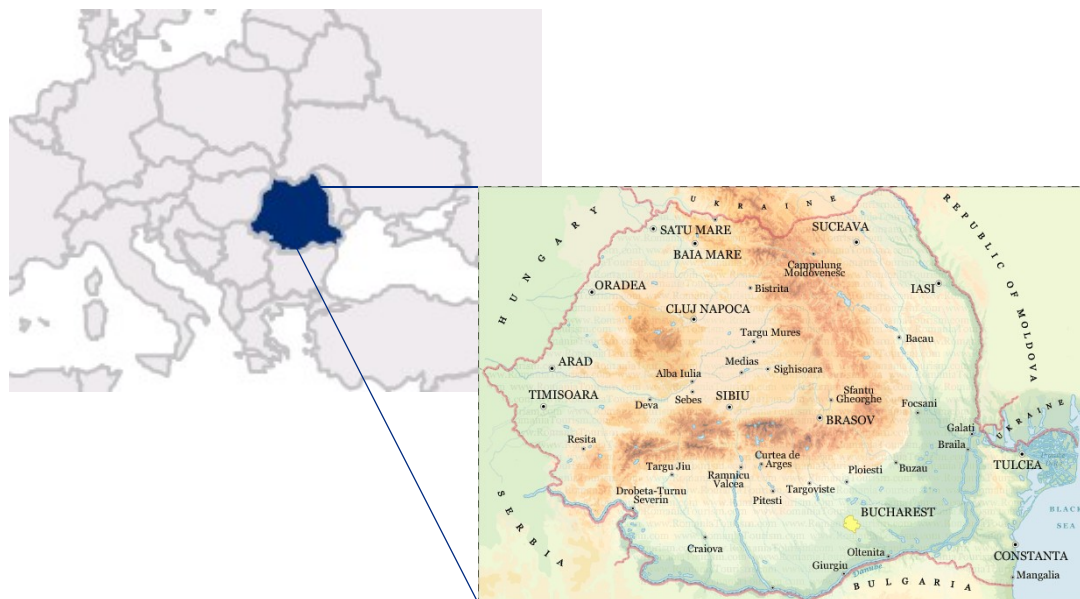 U K R A I N E
HUNGARY
REPUBLIC OF MOLDOVA
SATU MARE
SUCEAVA
BAIA MARE
Campulung
Moldovenesc
ORADEA
Bistrita
IASI
CLUJ NAPOCA
Targu Mures
Bacau
ARAD
Medias
Sighisoara
Alba Iulia
TIMISOARA
Deva
Sebes
SIBIU
Sfantu
Gheorghe
Focsani
BRASOV
UKRAINE
Galati
Resita
Braila
Curtea de
Arges
TULCEA
Targu Jiu
Ramnicu
Valcea
Ploiesti
Buzau
Drobeta-Turnu
Severin
Pitesti
Targoviste
SERBIA
BUCHAREST
BLACK
SEA
Craiova
Oltenita
CONSTANTA
Giurgiu
Danube
BULGARIA
Mangalia